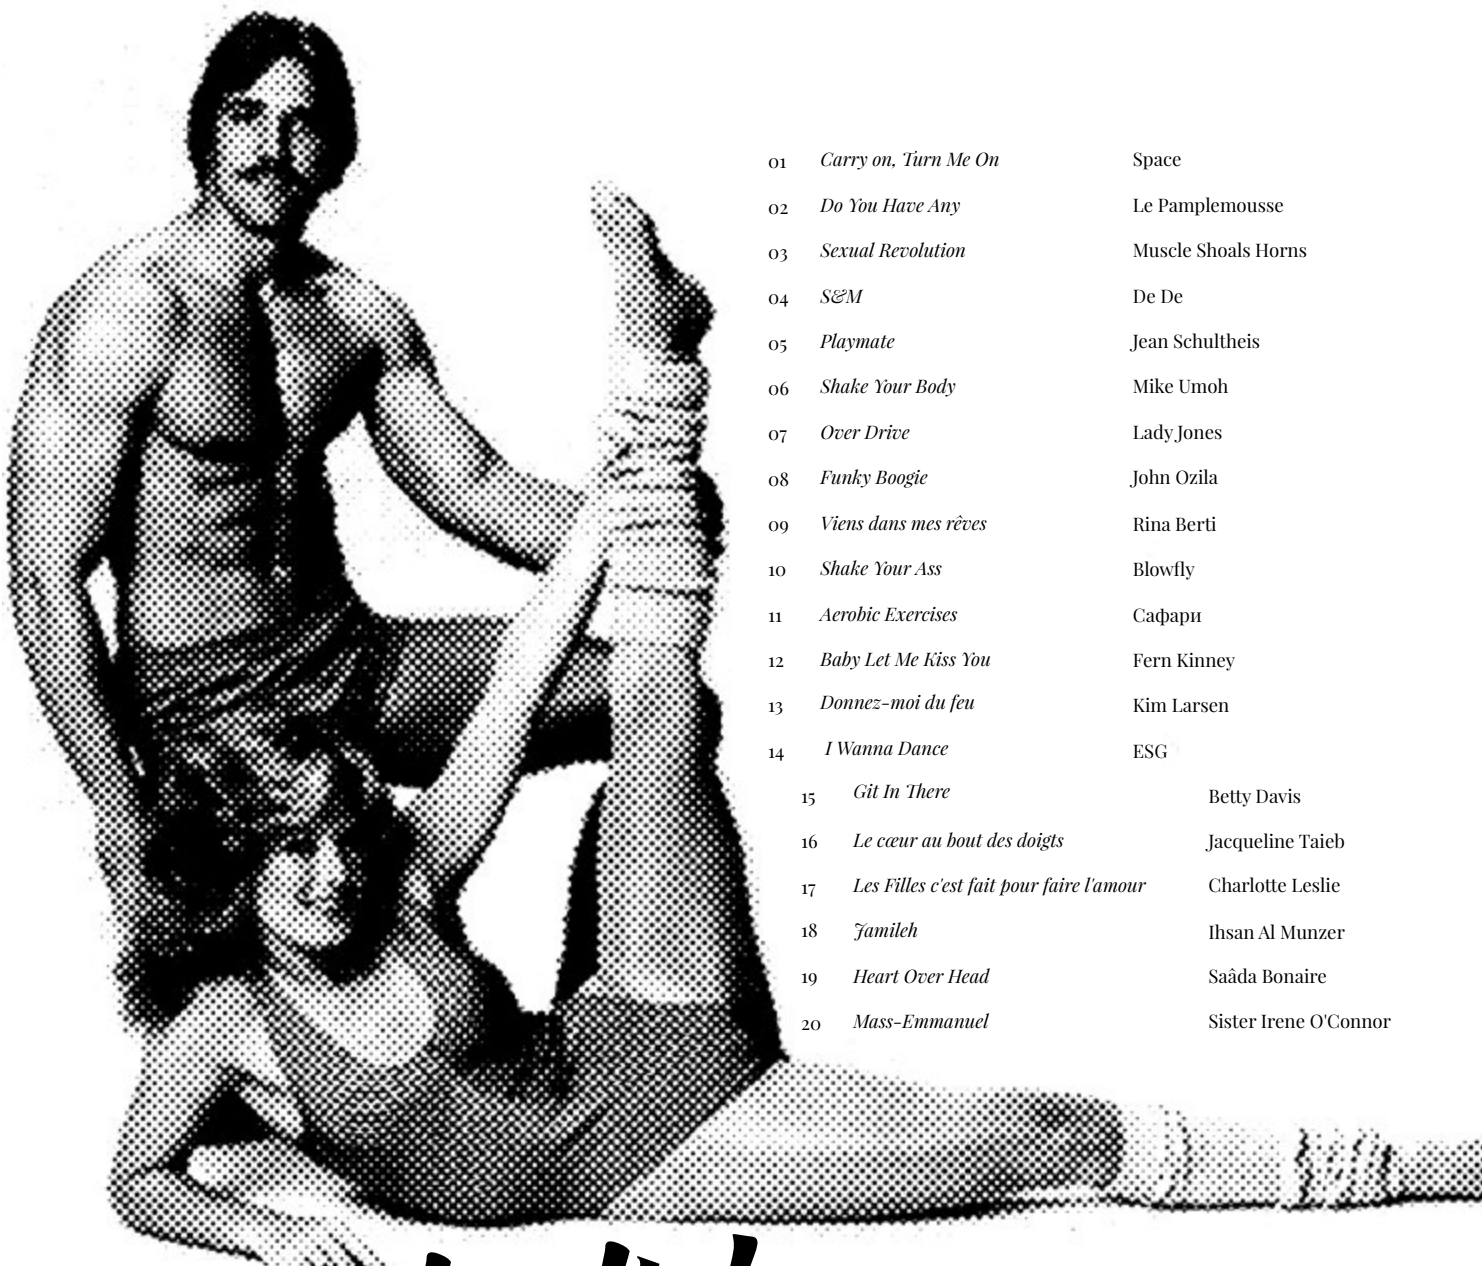 01 Carry on, Turn Me On Space
02 Do You Have Any Le Pamplemousse
03 Sexual Revolution Muscle Shoals Horns
04 S&M De De
05 Playmate Jean Schultheis
06 Shake Your Body Mike Umoh
07 Over Drive Lady Jones
08 Funky Boogie John Ozila
09 Viens dans mes rêves Rina Berti
10 Shake Your Ass Blowfly
11 Aerobic Exercises Сафари
12 Baby Let Me Kiss You Fern Kinney
13 Donnez-moi du feu Kim Larsen
14 I Wanna Dance ESG
15 Git In There Betty Davis
16 Le cœur au bout des doigts Jacqueline Taieb
17 Les Filles c'est fait pour faire l'amour Charlotte Leslie
18 Jamileh Ihsan Al Munzer
19 Heart Over Head Saâda Bonaire
20 Mass-Emmanuel Sister Irene O'Connor